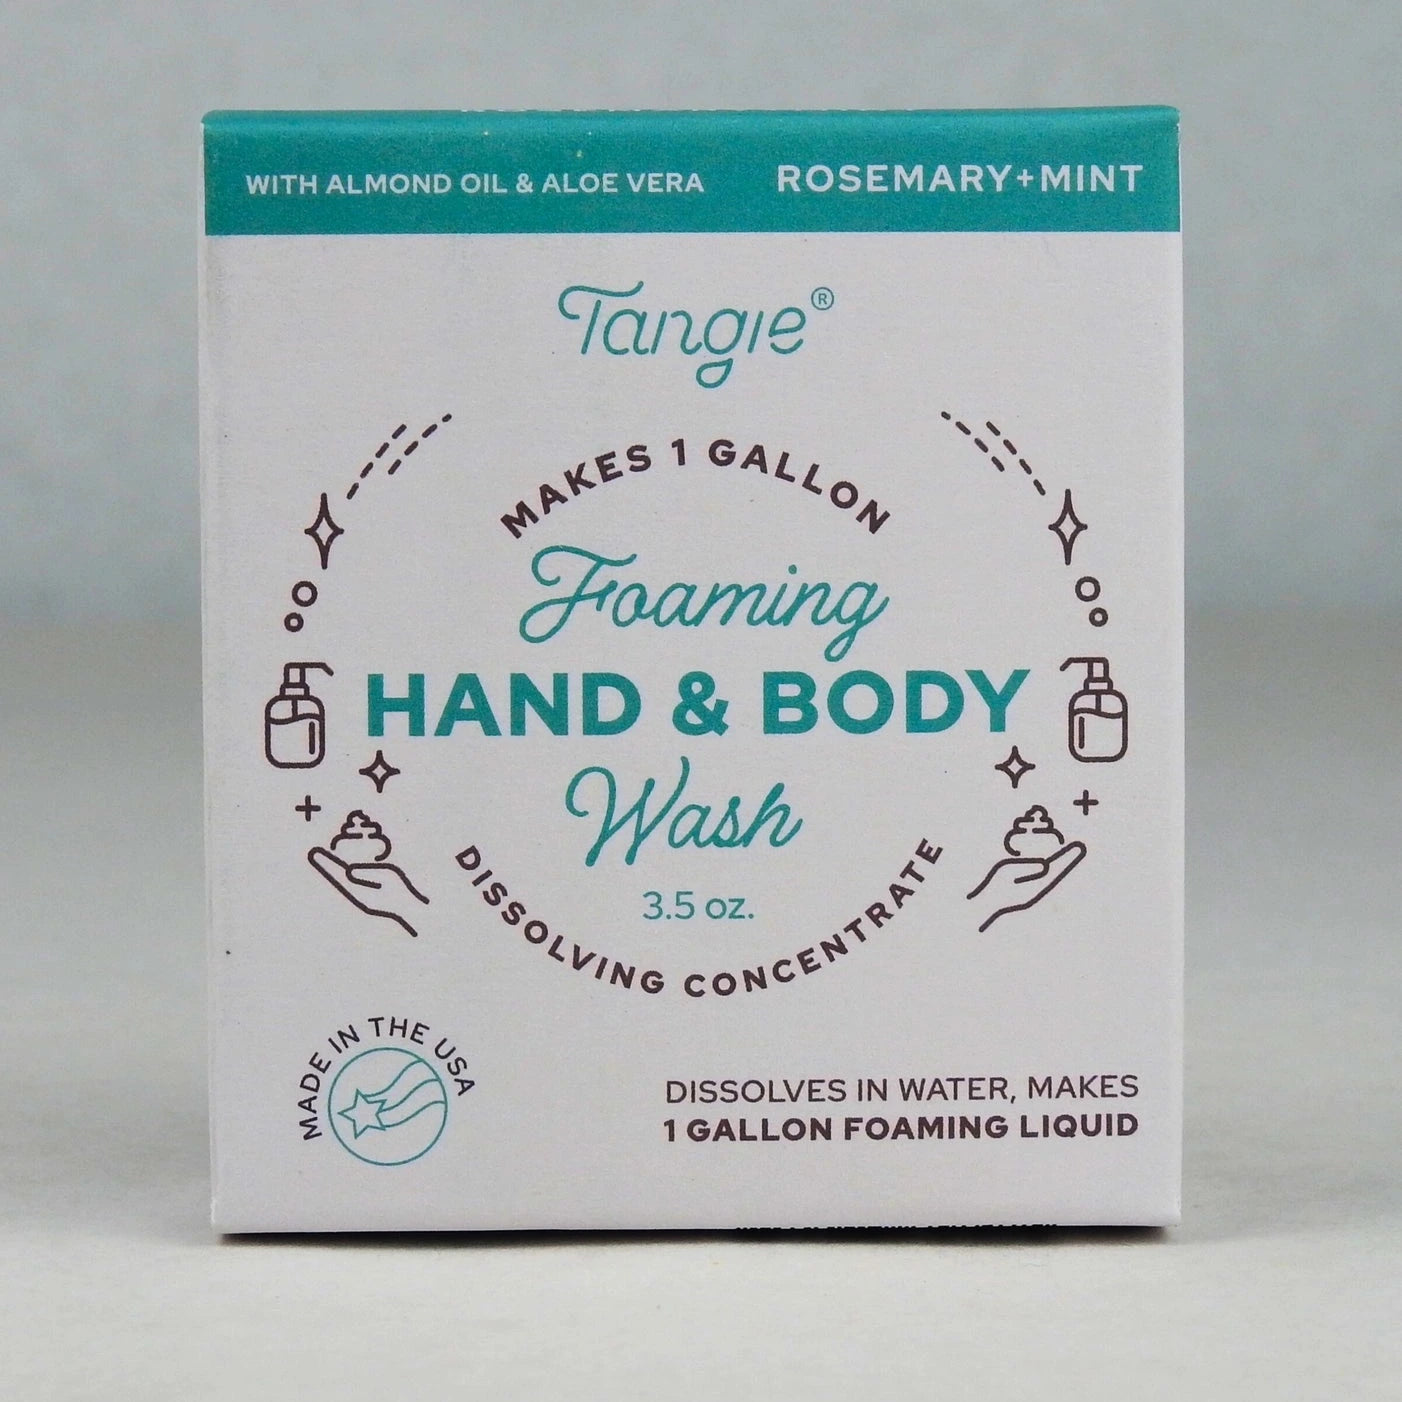 WITH ALMOND OIL & ALOE VERA
ROSEMARY+MINT
Tangie®
MAKES 1 GALLON
Foaming
HAND & BODY
Wash
3.5 oz.
DISSOLVING CONCENTRATE
MADE IN THE USA
DISSOLVES IN WATER, MAKES
1 GALLON FOAMING LIQUID